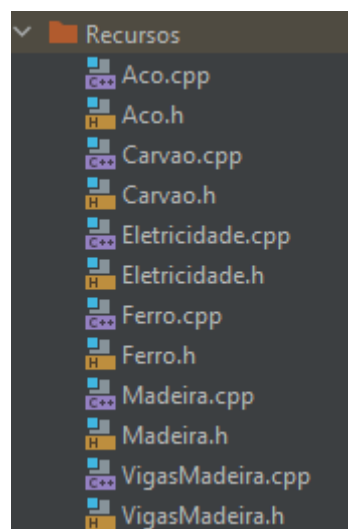 Recursos
C++ Aco.cpp
H Aco.h
C++ Carvao.cpp
H Carvao.h
C++ Eletricidade.cpp
H Eletricidade.h
C++ Ferro.cpp
H Ferro.h
C++ Madeira.cpp
H Madeira.h
C++ VigasMadeira.cpp
H VigasMadeira.h